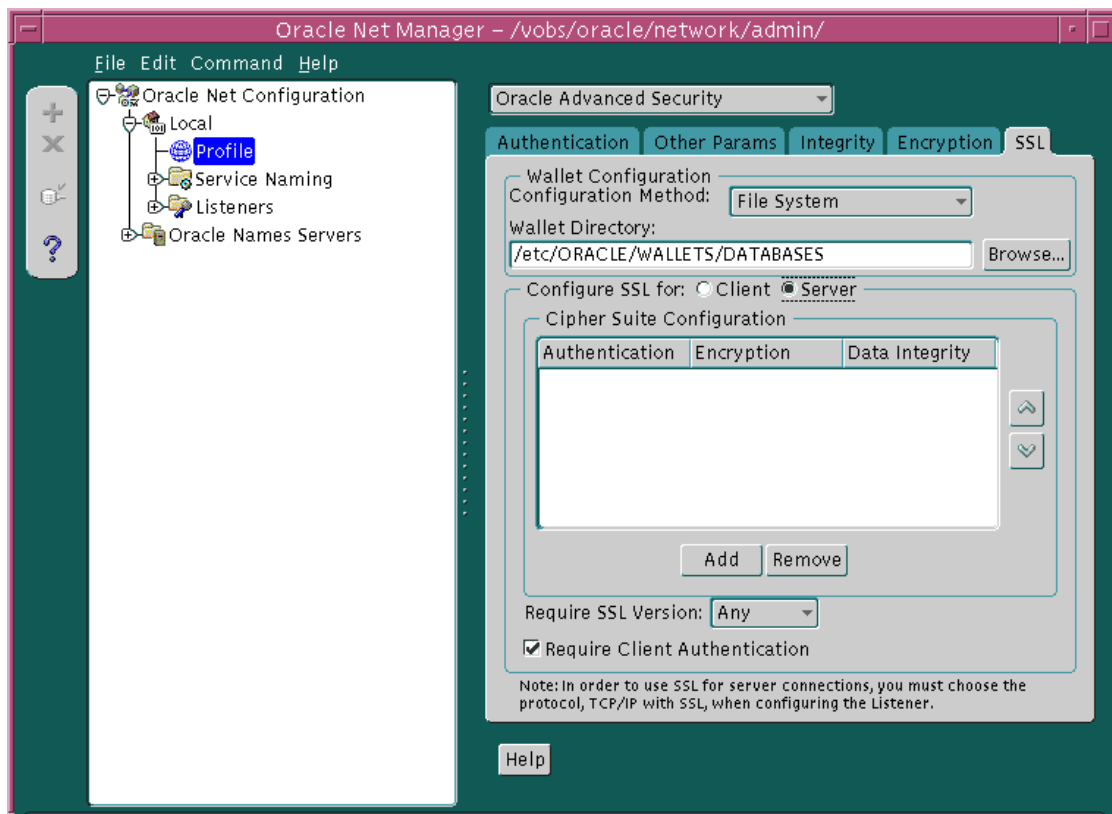 Oracle Net Manager – /vobs/oracle/network/admin/
File Edit Command Help
Oracle Net Configuration
Local
Profile
Service Naming
Listeners
Oracle Names Servers
Oracle Advanced Security
Authentication Other Params Integrity Encryption SSL
Wallet Configuration
Configuration Method: File System
Wallet Directory:
/etc/ORACLE/WALLETS/DATABASES Browse...
Configure SSL for: Client Server
Cipher Suite Configuration
Authentication Encryption Data Integrity
Add Remove
Require SSL Version: Any
Require Client Authentication
Note: In order to use SSL for server connections, you must choose the
protocol, TCP/IP with SSL, when configuring the Listener.
Help